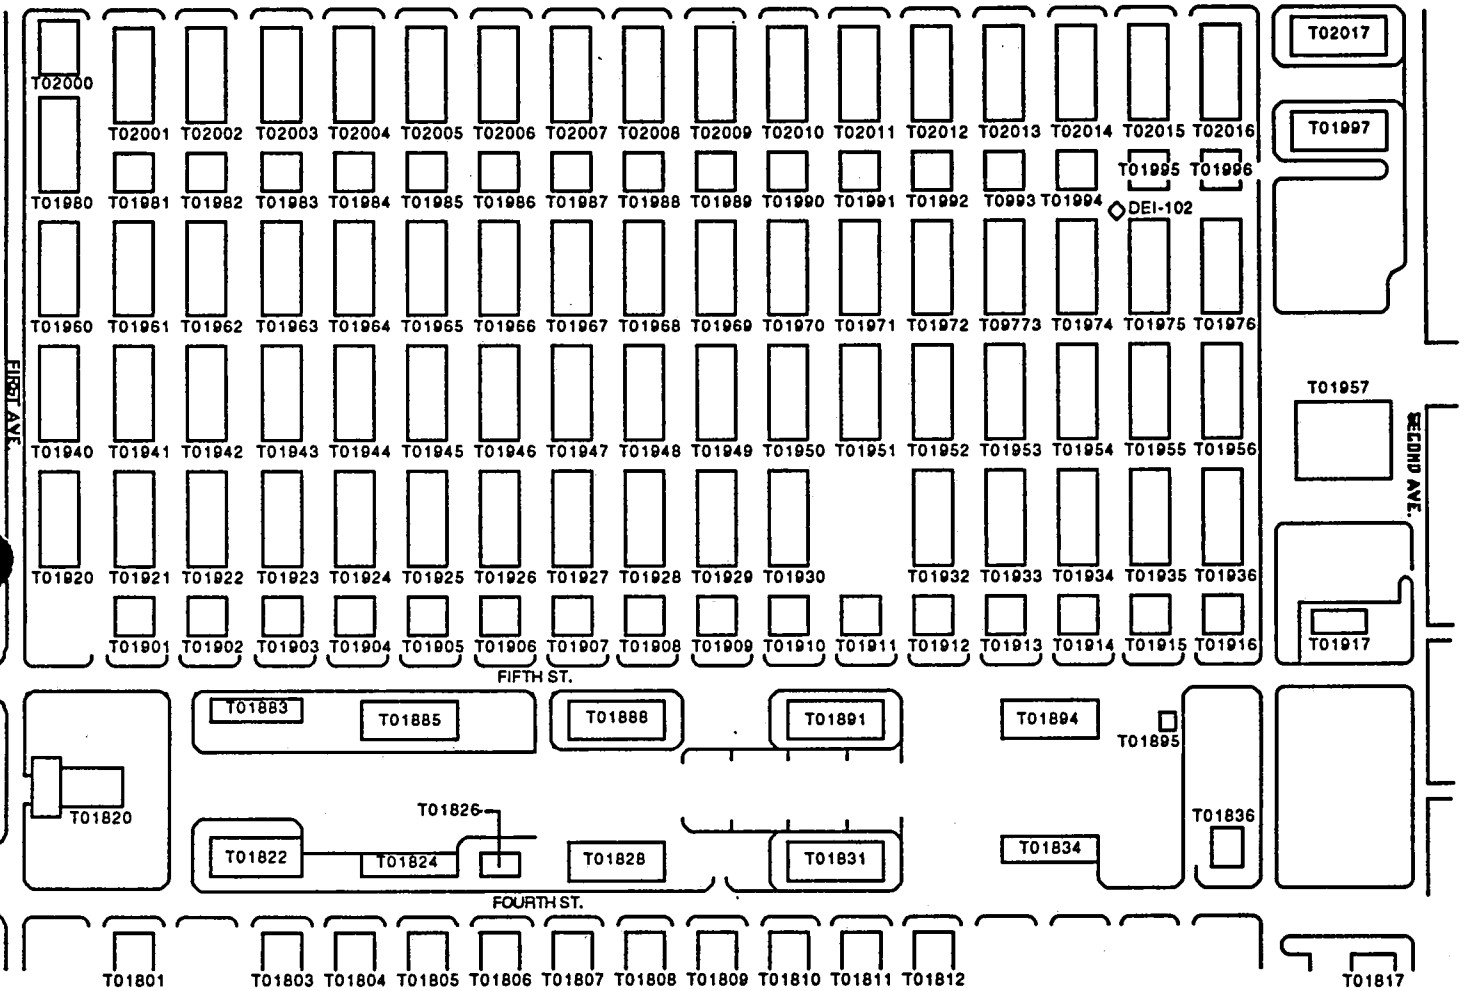 T02017
T02000
T02001 T02002 T02003 T02004 T02005 T02006 T02007 T02008 T02009 T02010 T02011 T02012 T02013 T02014 T02015 T02016
T01997
T01995 T01996
T01980 T01981 T01982 T01983 T01984 T01985 T01986 T01987 T01988 T01989 T01990 T01991 T01992 T0993 T01994
DEI-102
T01960 T01961 T01962 T01963 T01964 T01965 T01966 T01967 T01968 T01969 T01970 T01971 T01972 T09773 T01974 T01975 T01976
FIRST AVE.
T01957
SECOND AVE.
T01940 T01941 T01942 T01943 T01944 T01945 T01946 T01947 T01948 T01949 T01950 T01951 T01952 T01953 T01954 T01955 T01956
T01920 T01921 T01922 T01923 T01924 T01925 T01926 T01927 T01928 T01929 T01930 T01932 T01933 T01934 T01935 T01936
T01901 T01902 T01903 T01904 T01905 T01906 T01907 T01908 T01909 T01910 T01911 T01912 T01913 T01914 T01915 T01916 T01917
FIFTH ST.
T01883 T01885 T01888 T01891 T01894
T01895
T01820
T01826
T01836
T01822 T01824 T01828 T01831 T01834
FOURTH ST.
T01801 T01803 T01804 T01805 T01806 T01807 T01808 T01809 T01810 T01811 T01812 T01817